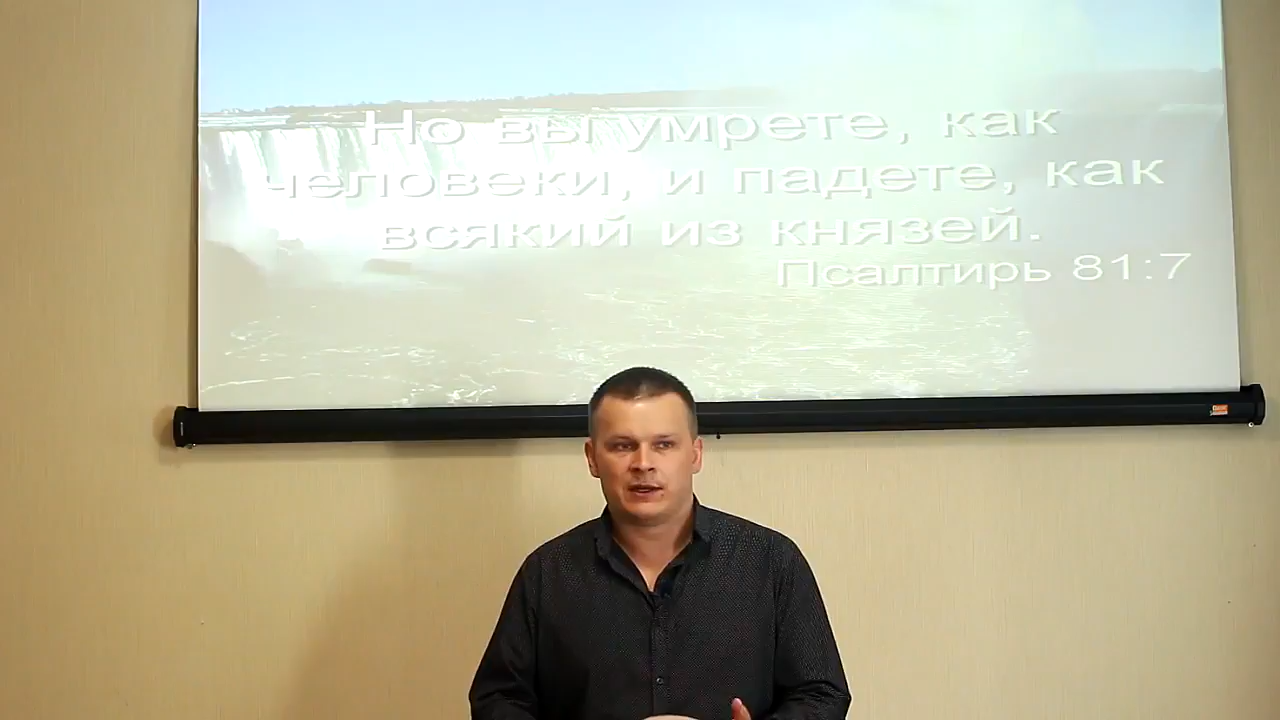 Но вы умрете, как
человеки, и падете, как
всякий из князей.
Псалтирь 81:7